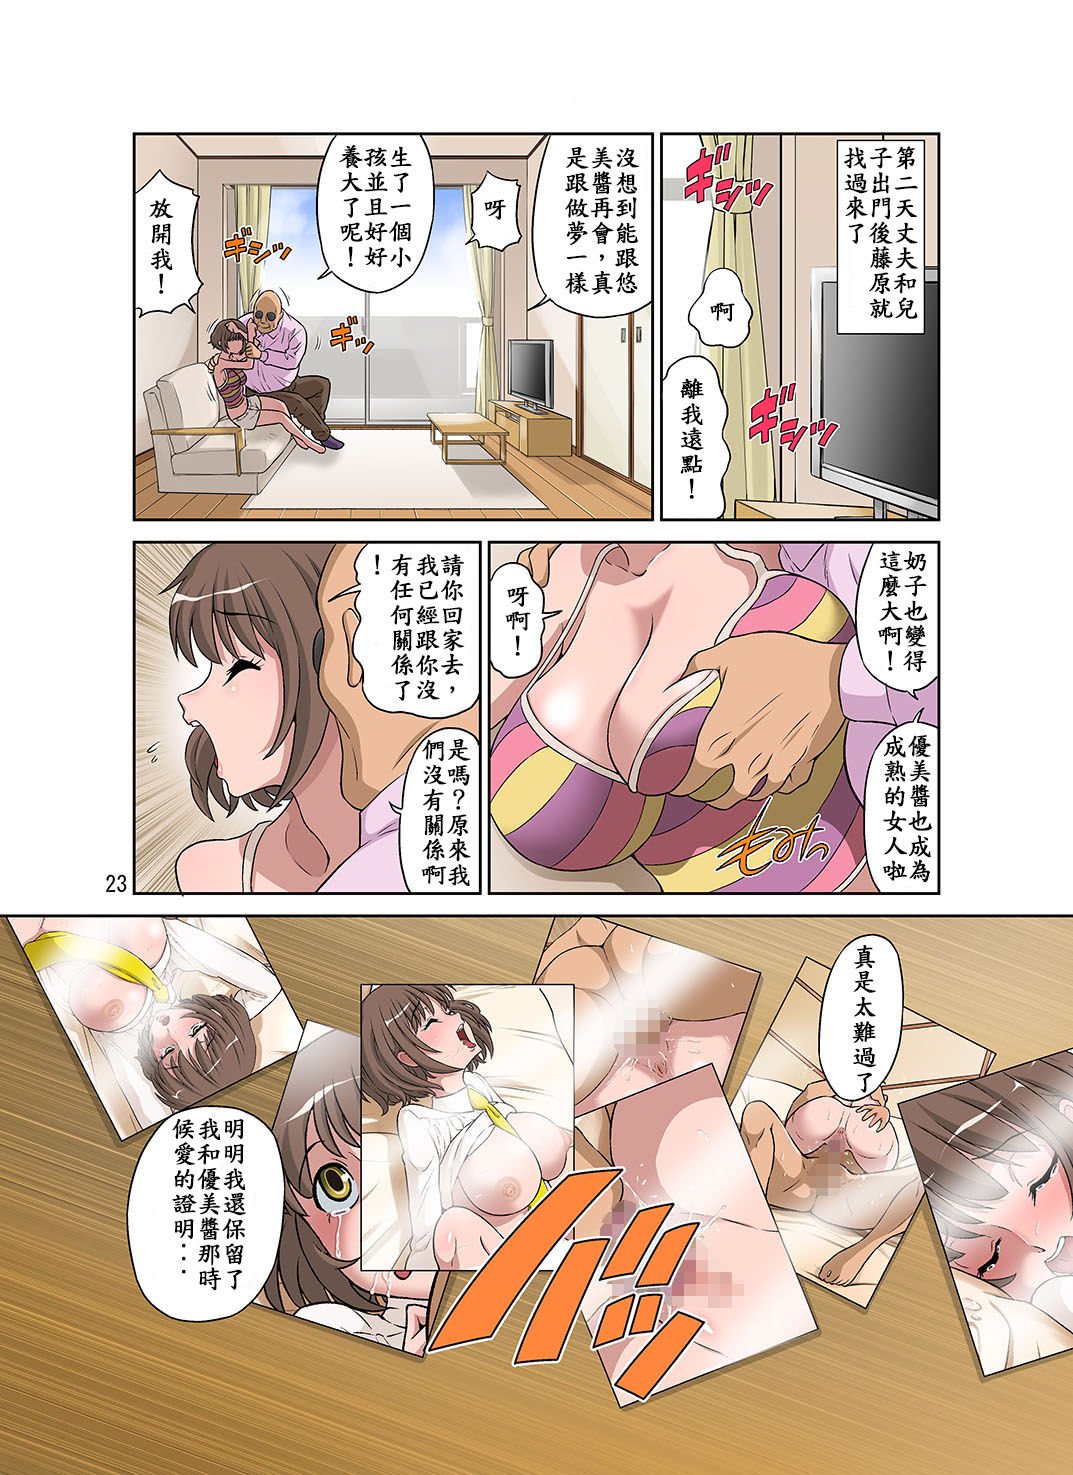 第二天丈夫和兒
子出門後藤原就
找過來了
ギシッ
啊
離我遠點！
ギシッ
沒想到能跟悠
美醬再會，真
是跟做夢一樣
呀
生了一個小
孩並且好好
養大了呢！
ギシッ
ギシッ
放開我！
奶子也變得
這麼大啊！
呀啊！
優美醬也成為
成熟的女人啦
もみっ
請你回家去，
我已經跟你沒
有任何關係了
！
是嗎？原來我
們沒有關係啊
23
真是太難過了
バッ
明明我還保留了
我和優美醬那時
候愛的證明...